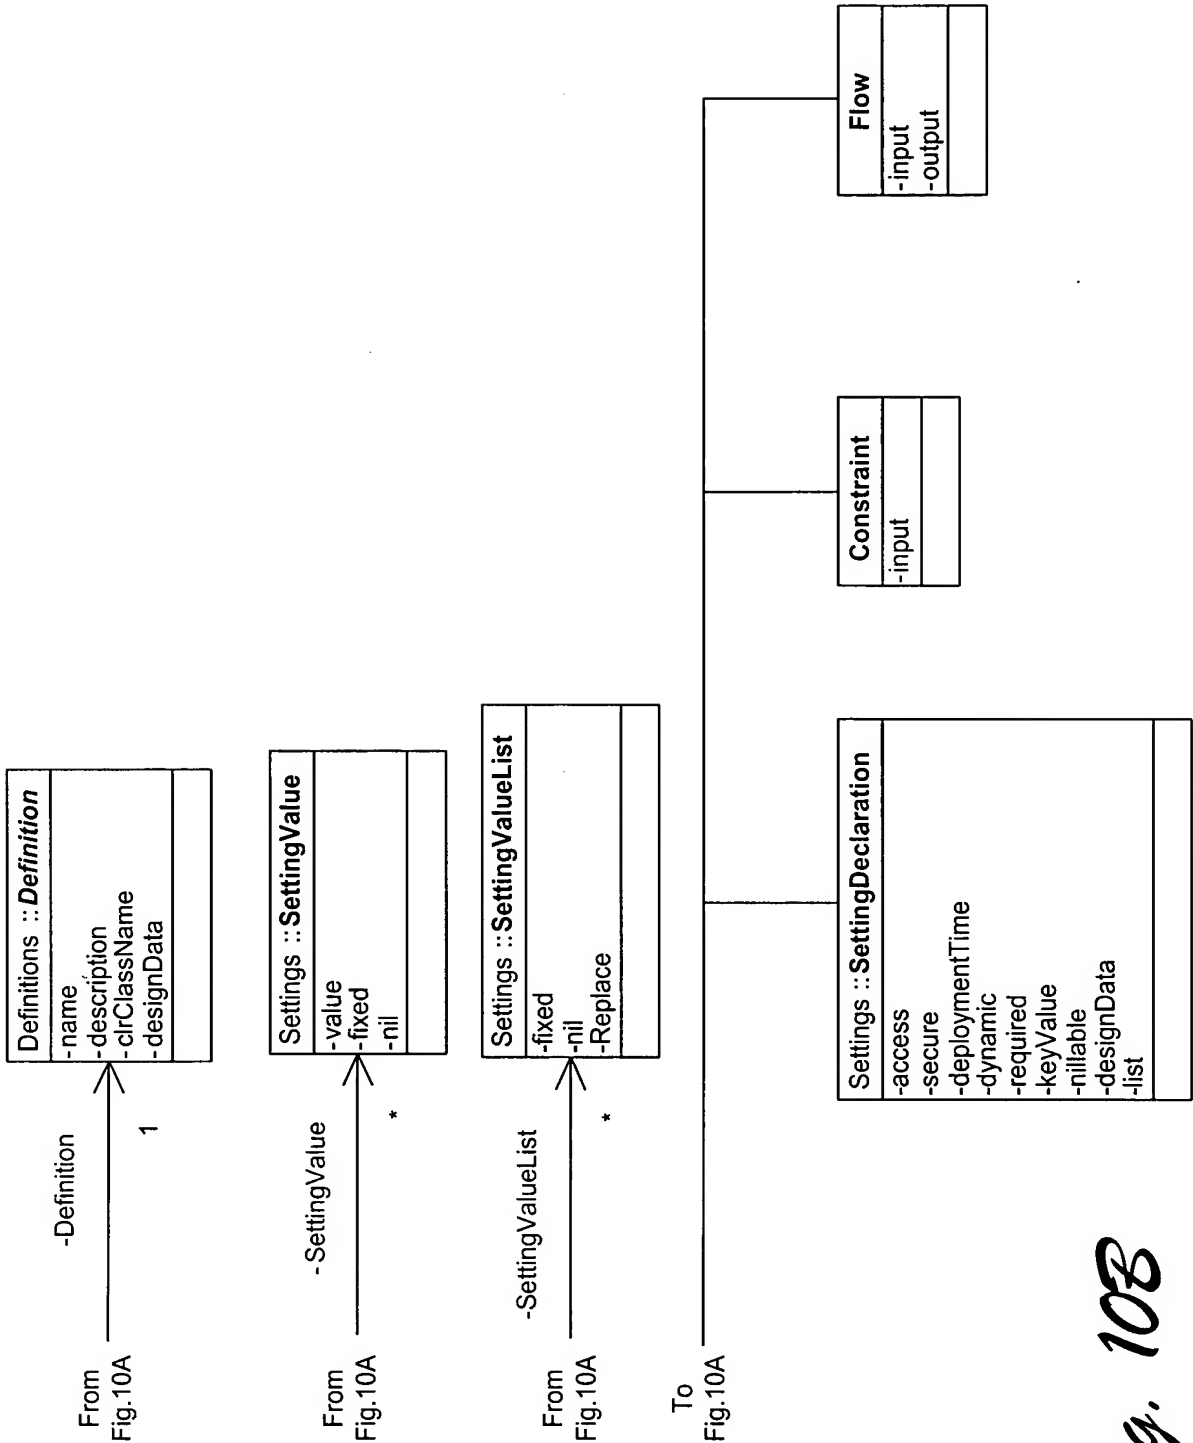 From
Fig.10A
-Definition
1
Definitions ::Definition
-name
-description
-clrClassName
-designData
From
Fig.10A
-SettingValue
*
Settings ::SettingValue
-value
-fixed
-nil
From
Fig.10A
-SettingValueList
*
Settings ::SettingValueList
-fixed
-nil
-Replace
To
Fig.10A
Settings ::SettingDeclaration
-access
-secure
-deploymentTime
-dynamic
-required
-keyValue
-nillable
-designData
-list
Constraint
-input
Flow
-input
-output
10B